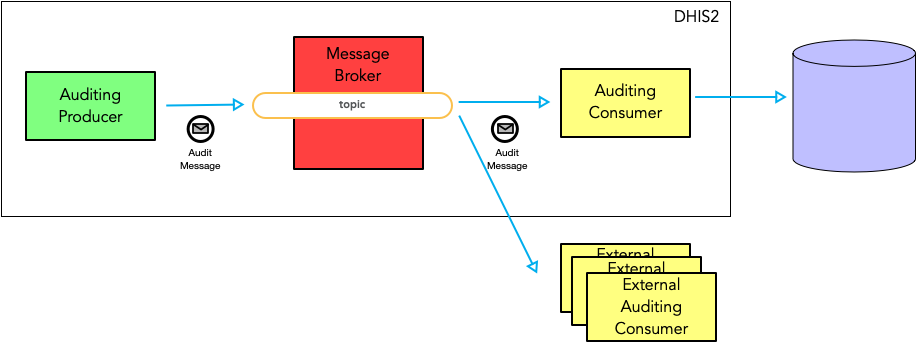 DHIS2
Message
Broker
Auditing
Producer
topic
Auditing
Consumer
Audit
Message
Audit
Message
External
External
External
Auditing
Consumer